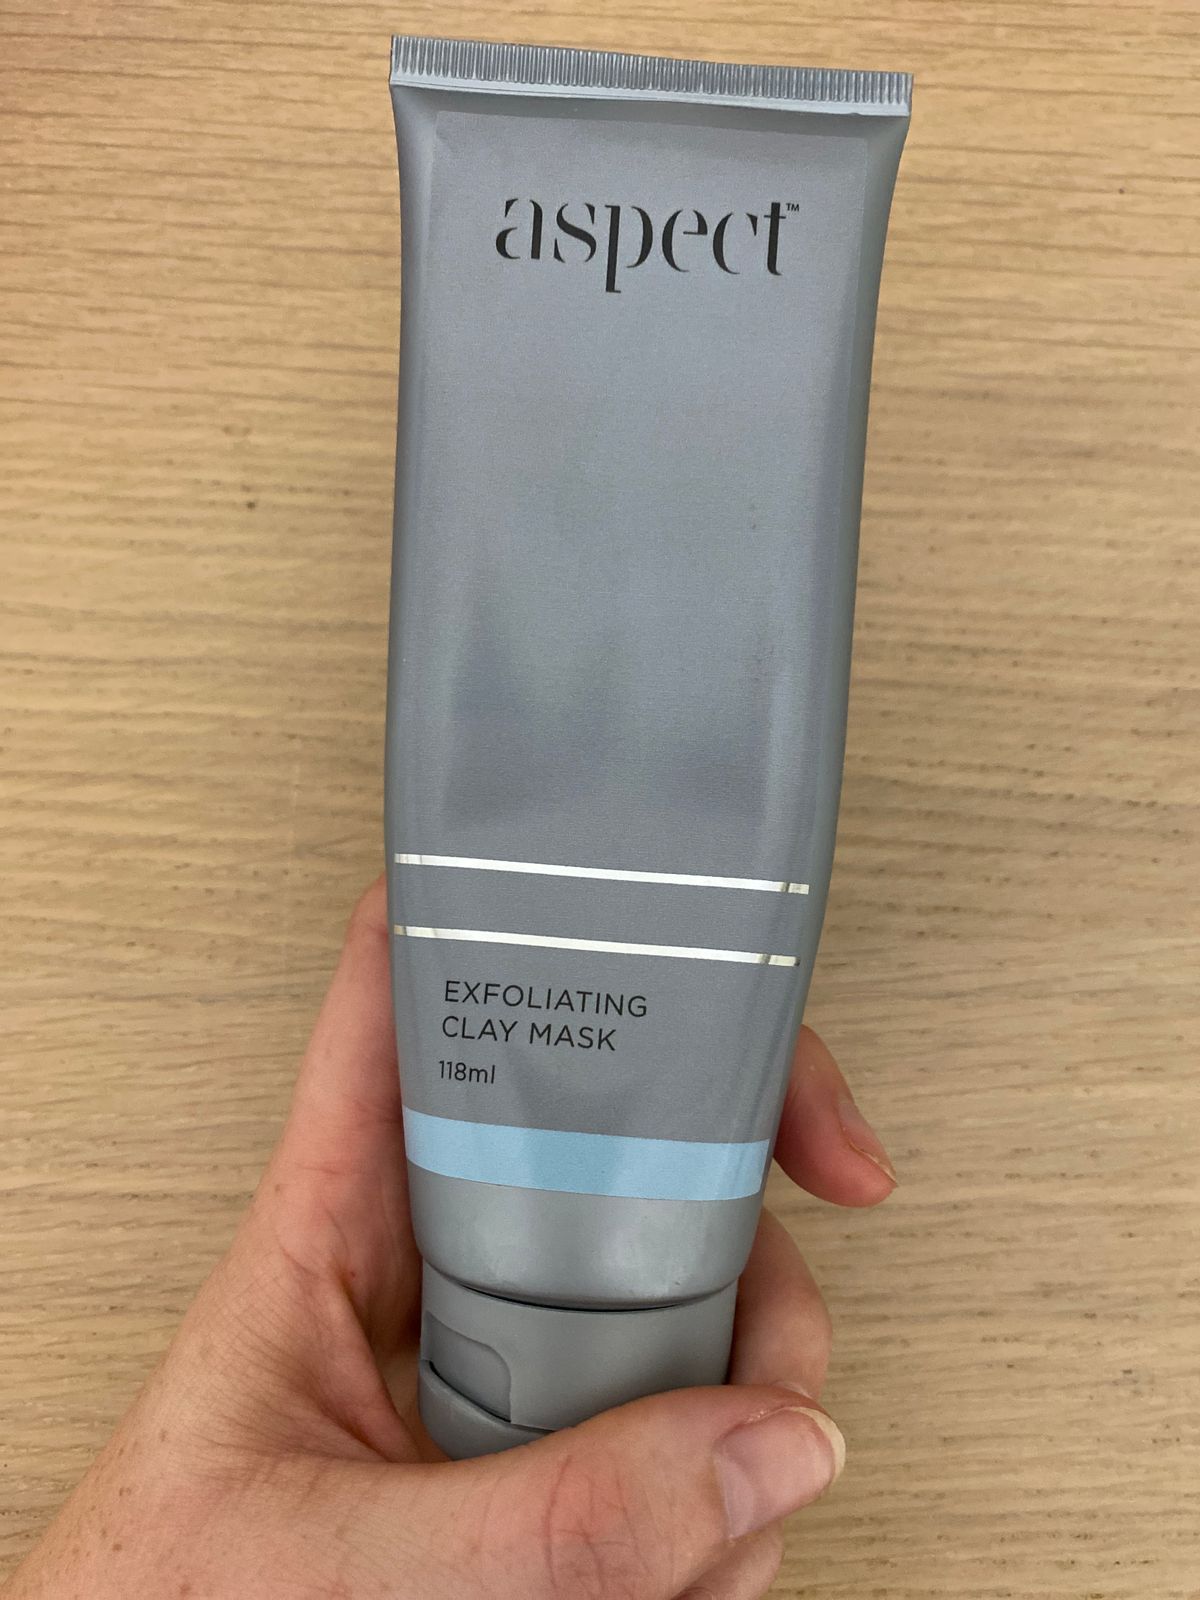 aspect™
EXFOLIATING
CLAY MASK
118ml